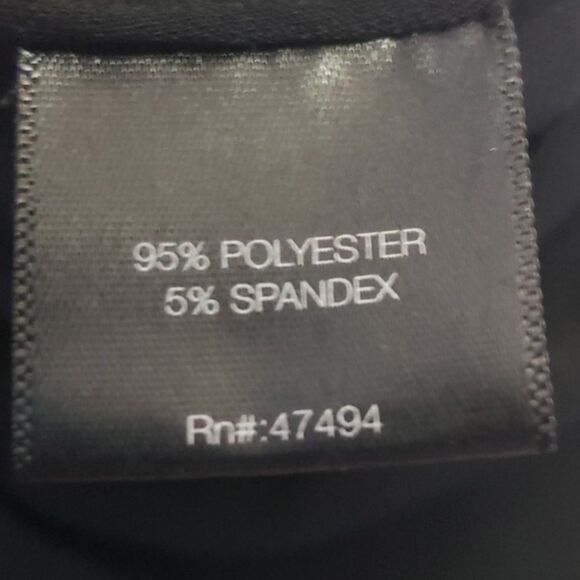 95% POLYESTER
5% SPANDEX
Rn#:47494